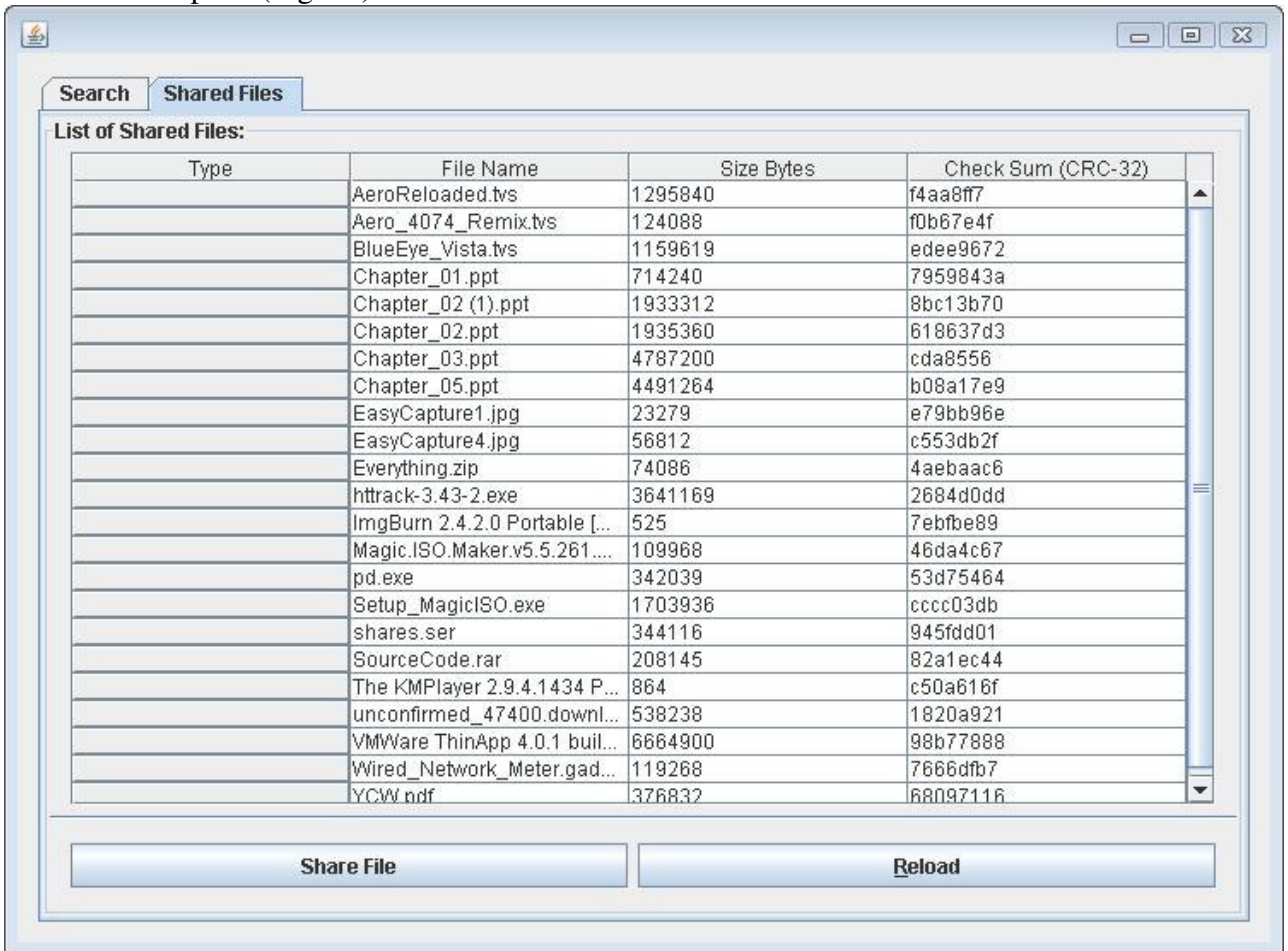 Search Shared Files
List of Shared Files:
Type File Name Size Bytes Check Sum (CRC-32)
AeroReloaded.tvs 1295840 f4aa8ff7
Aero_4074_Remix.tvs 124088 f0b67e4f
BlueEye_Vista.tvs 1159619 edee9672
Chapter_01.ppt 714240 7959843a
Chapter_02 (1).ppt 1933312 8bc13b70
Chapter_02.ppt 1935360 618637d3
Chapter_03.ppt 4787200 cda8556
Chapter_05.ppt 4491264 b08a17e9
EasyCapture1.jpg 23279 e79bb96e
EasyCapture4.jpg 56812 c553db2f
Everything.zip 74086 4aebaac6
httrack-3.43-2.exe 3641169 2684d0dd
ImgBurn 2.4.2.0 Portable [... 525 7ebfbe89
Magic.ISO.Maker.v5.5.261.... 109968 46da4c67
pd.exe 342039 53d75464
Setup_MagicISO.exe 1703936 cccc03db
shares.ser 344116 945fdd01
SourceCode.rar 208145 82a1ec44
The KMPlayer 2.9.4.1434 P... 864 c50a616f
unconfirmed_47400.downl... 538238 1820a921
VMWare ThinApp 4.0.1 buil... 6664900 98b77888
Wired_Network_Meter.gad... 119268 7666dfb7
YCW.pdf 376832 68097116
Share File Reload